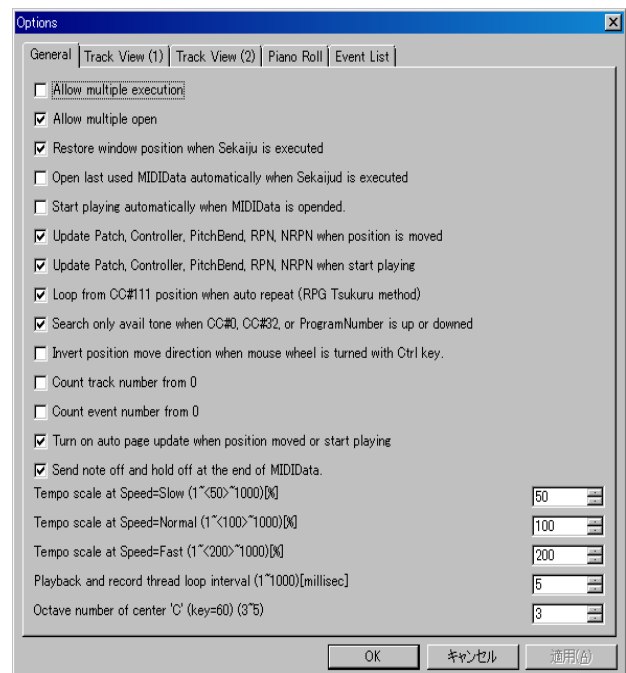 Options
General Track View (1) Track View (2) Piano Roll Event List
Allow multiple execution
Allow multiple open
Restore window position when Sekaiju is executed
Open last used MIDIData automatically when Sekaijud is executed
Start playing automatically when MIDIData is opended.
Update Patch, Controller, PitchBend, RPN, NRPN when position is moved
Update Patch, Controller, PitchBend, RPN, NRPN when start playing
Loop from CC#111 position when auto repeat (RPG Tsukuru method)
Search only avail tone when CC#0, CC#32, or ProgramNumber is up or downed
Invert position move direction when mouse wheel is turned with Ctrl key.
Count track number from 0
Count event number from 0
Turn on auto page update when position moved or start playing
Send note off and hold off at the end of MIDIData.
Tempo scale at Speed=Slow (1~<50>~1000)[%] 50
Tempo scale at Speed=Normal (1~<100>~1000)[%] 100
Tempo scale at Speed=Fast (1~<200>~1000)[%] 200
Playback and record thread loop interval (1~1000)[millisec] 5
Octave number of center 'C' (key=60) (3~5) 3
OK キャンセル 適用(A)